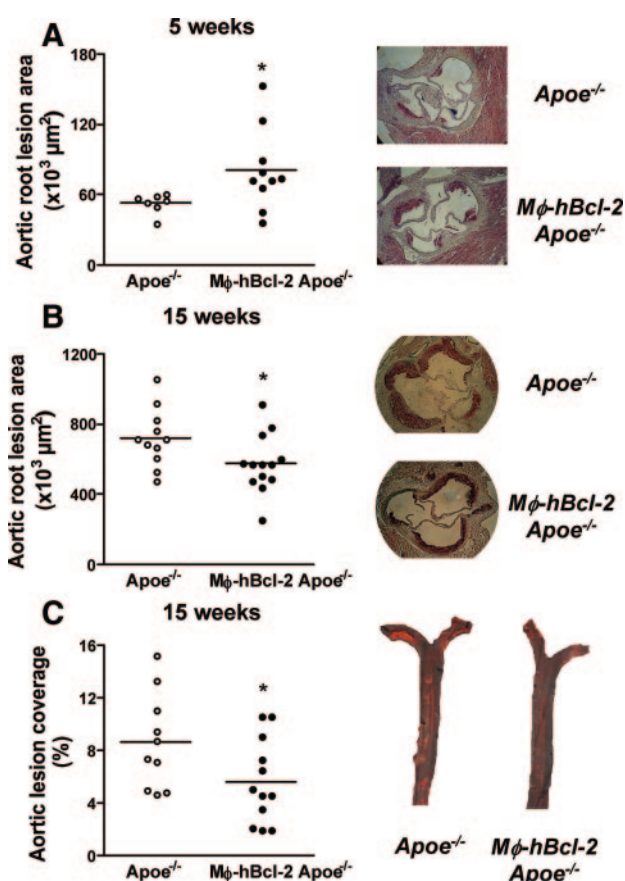 A
5 weeks
Aortic root lesion area
(x10³ µm²)
180
120
60
0
*
Apoe⁻/⁻
Mϕ-hBcl-2 Apoe⁻/⁻
Apoe⁻/⁻
Mϕ-hBcl-2
Apoe⁻/⁻
B
15 weeks
Aortic root lesion area
(x10³ µm²)
1200
800
400
0
*
Apoe⁻/⁻
Mϕ-hBcl-2 Apoe⁻/⁻
Apoe⁻/⁻
Mϕ-hBcl-2
Apoe⁻/⁻
C
15 weeks
Aortic lesion coverage
(%)
16
12
8
4
0
*
Apoe⁻/⁻
Mϕ-hBcl-2 Apoe⁻/⁻
Apoe⁻/⁻
Mϕ-hBcl-2
Apoe⁻/⁻